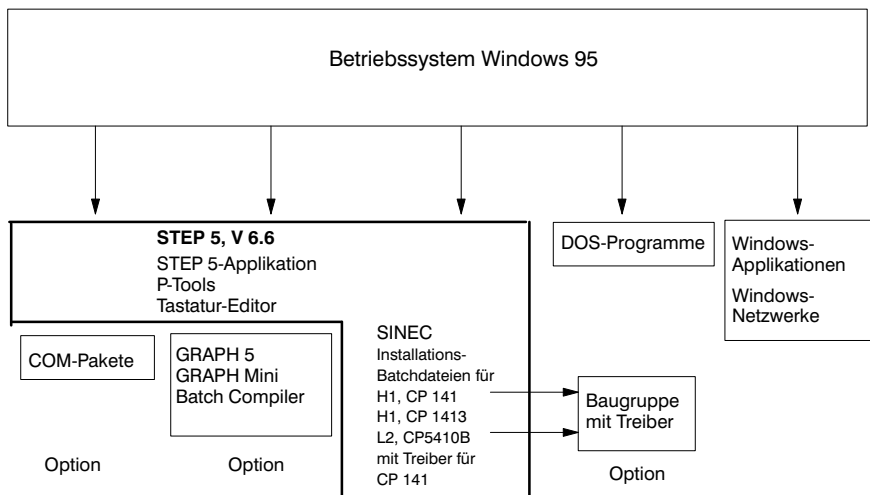 Betriebssystem Windows 95
STEP 5, V 6.6
STEP 5-Applikation
P-Tools
Tastatur-Editor
DOS-Programme
Windows-
Applikationen
Windows-
Netzwerke
COM-Pakete
GRAPH 5
GRAPH Mini
Batch Compiler
SINEC
Installations-
Batchdateien für
H1, CP 141
H1, CP 1413
L2, CP5410B
mit Treiber für
CP 141
Baugruppe
mit Treiber
Option
Option
Option